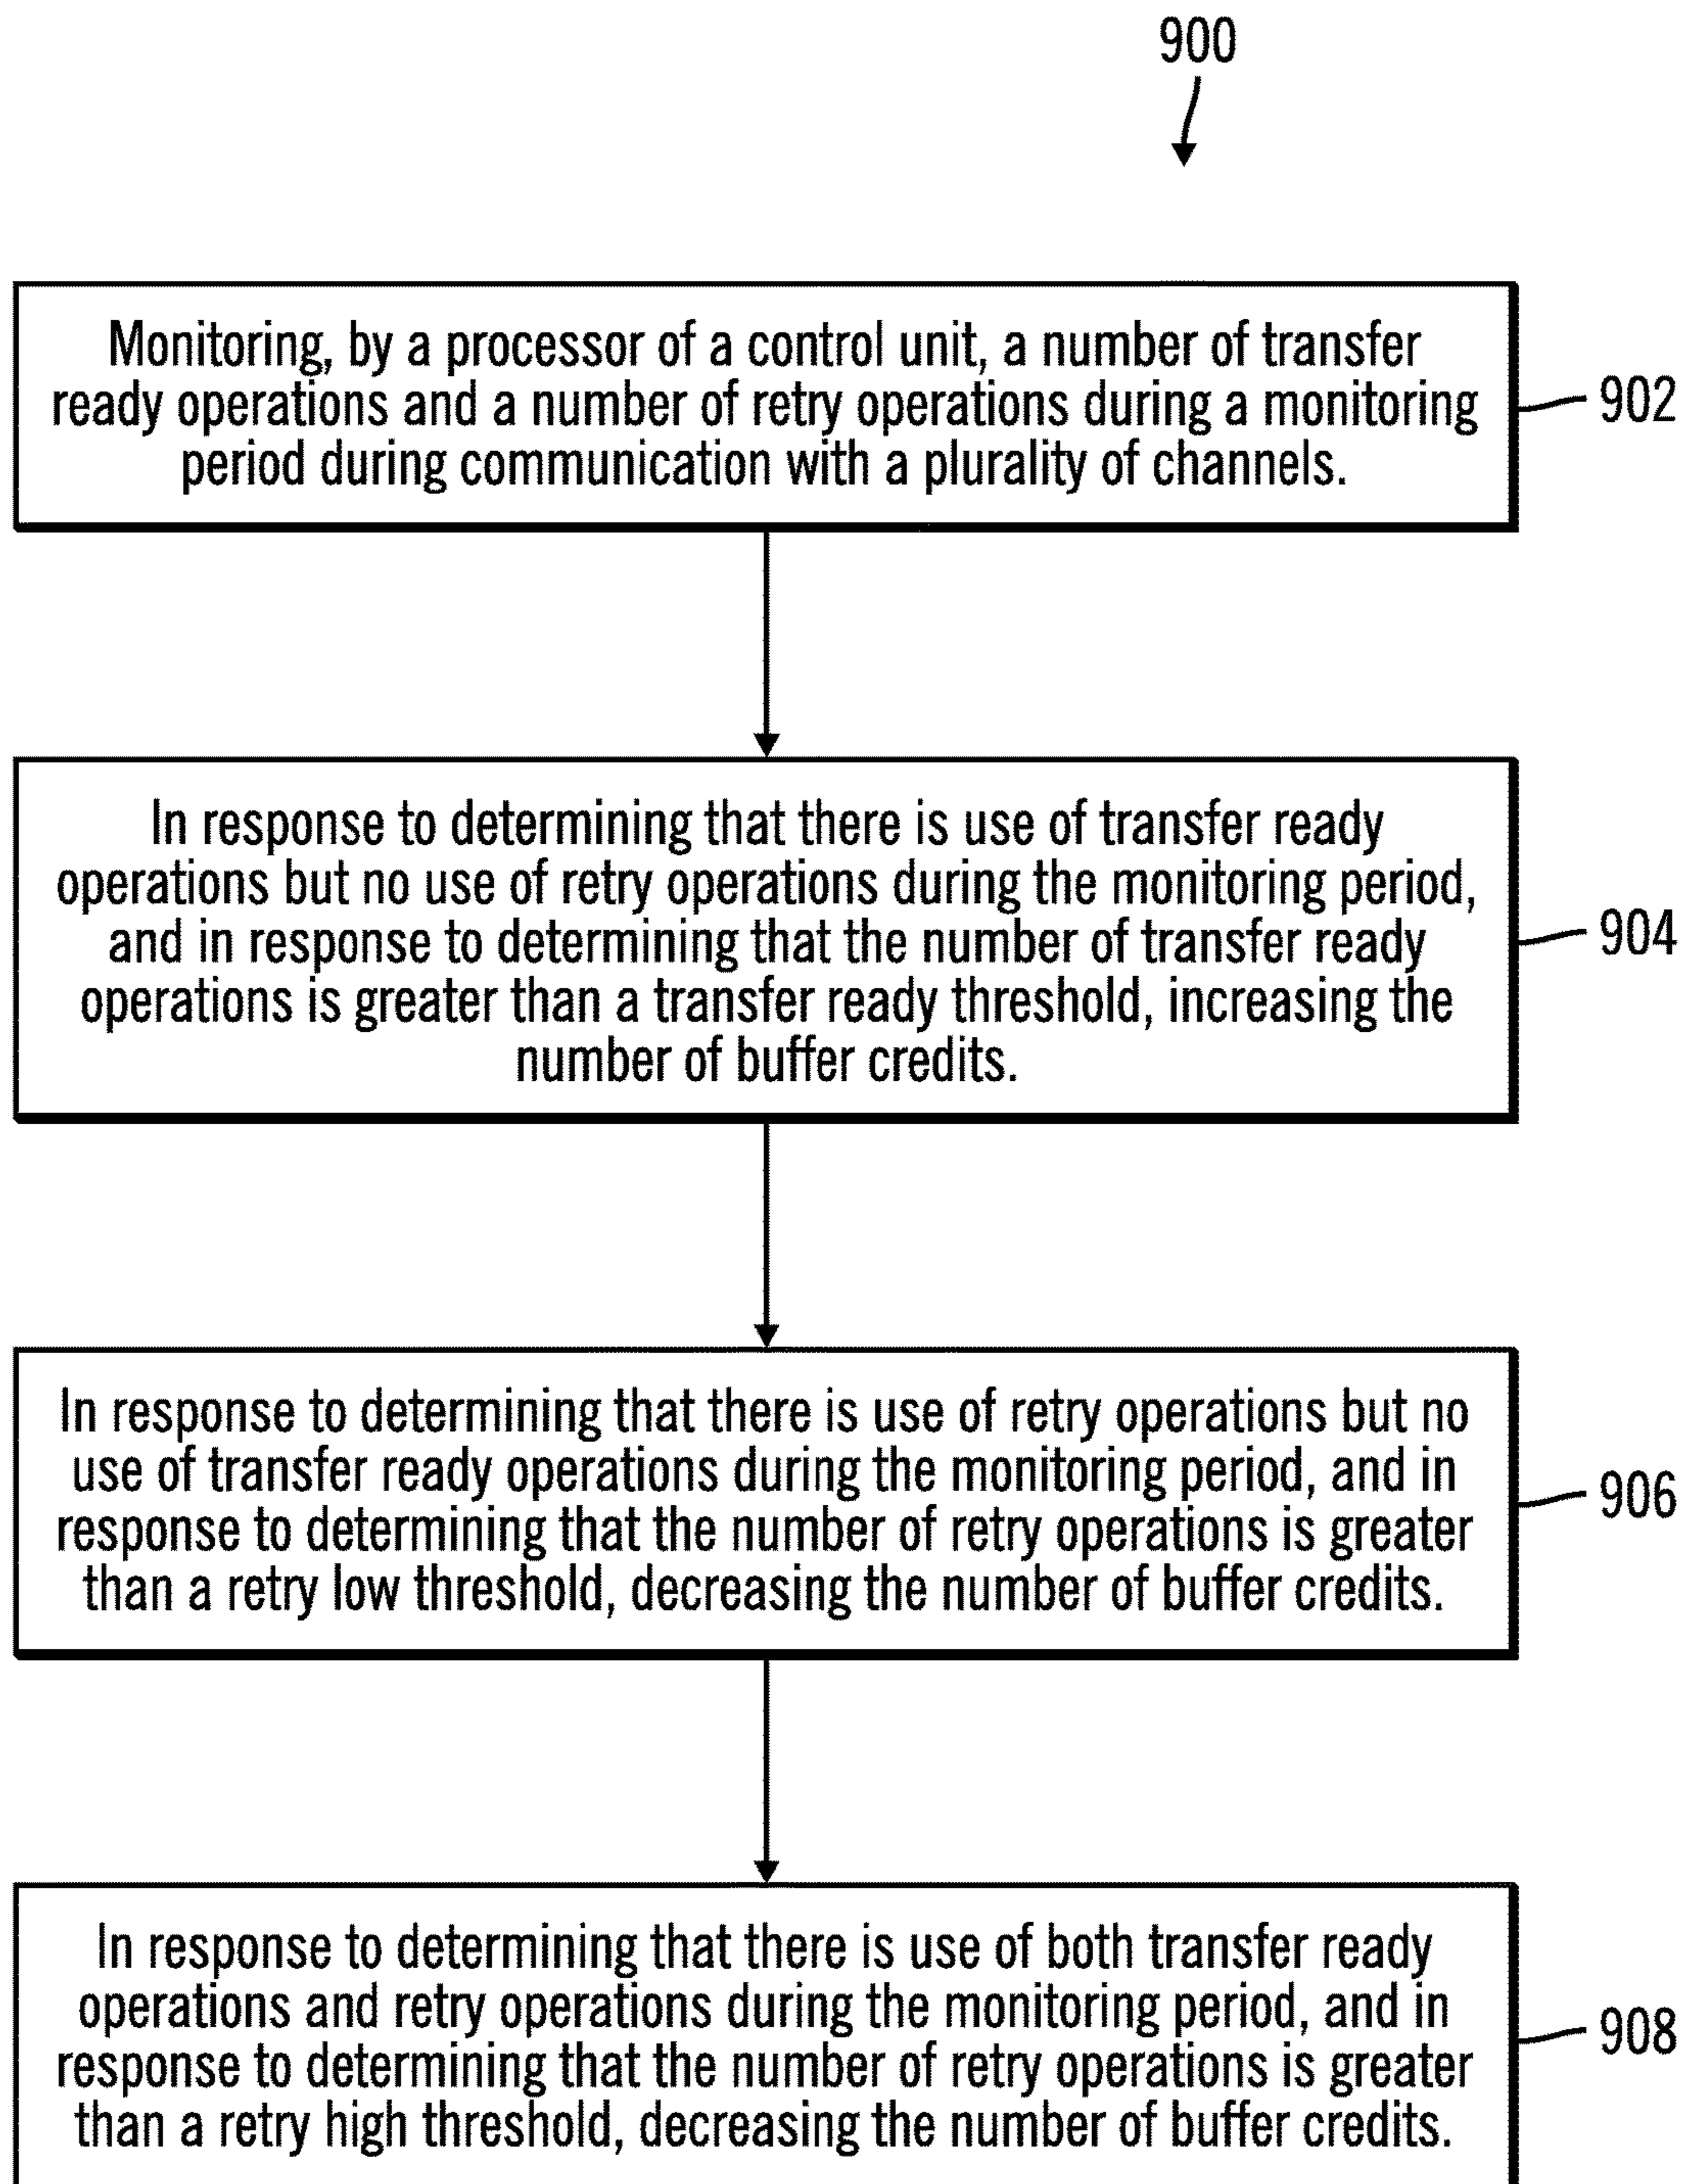 900
Monitoring, by a processor of a control unit, a number of transfer
ready operations and a number of retry operations during a monitoring
period during communication with a plurality of channels.
902
In response to determining that there is use of transfer ready
operations but no use of retry operations during the monitoring period,
and in response to determining that the number of transfer ready
operations is greater than a transfer ready threshold, increasing the
number of buffer credits.
904
In response to determining that there is use of retry operations but no
use of transfer ready operations during the monitoring period, and in
response to determining that the number of retry operations is greater
than a retry low threshold, decreasing the number of buffer credits.
906
In response to determining that there is use of both transfer ready
operations and retry operations during the monitoring period, and in
response to determining that the number of retry operations is greater
than a retry high threshold, decreasing the number of buffer credits.
908